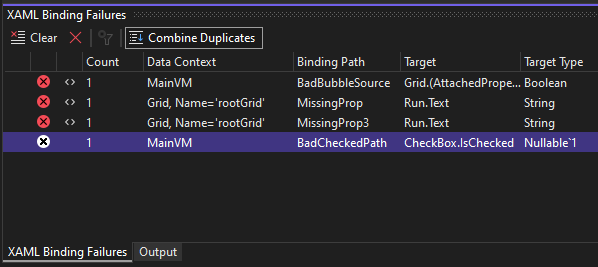 XAML Binding Failures
Clear Combine Duplicates
Count Data Context Binding Path Target Target Type
1 MainVM BadBubbleSource Grid.(AttachedPrope... Boolean
1 Grid, Name='rootGrid' MissingProp Run.Text String
1 Grid, Name='rootGrid' MissingProp3 Run.Text String
1 MainVM BadCheckedPath CheckBox.IsChecked Nullable`1
XAML Binding Failures Output